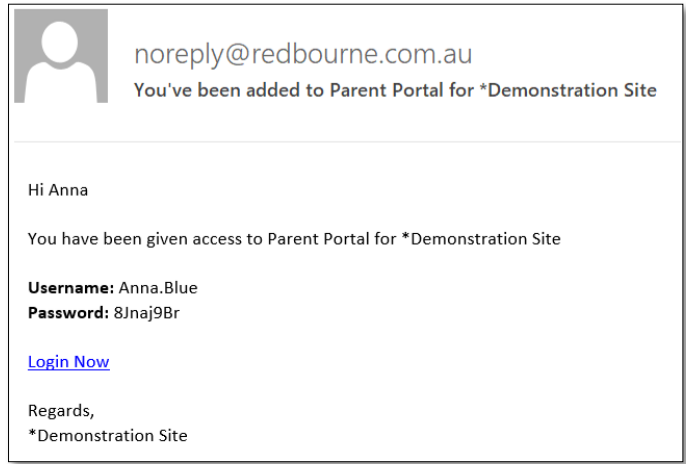 noreply@redbourne.com.au
You've been added to Parent Portal for *Demonstration Site
Hi Anna
You have been given access to Parent Portal for *Demonstration Site
Username: Anna.Blue
Password: 8Jnaj9Br
Login Now
Regards,
*Demonstration Site